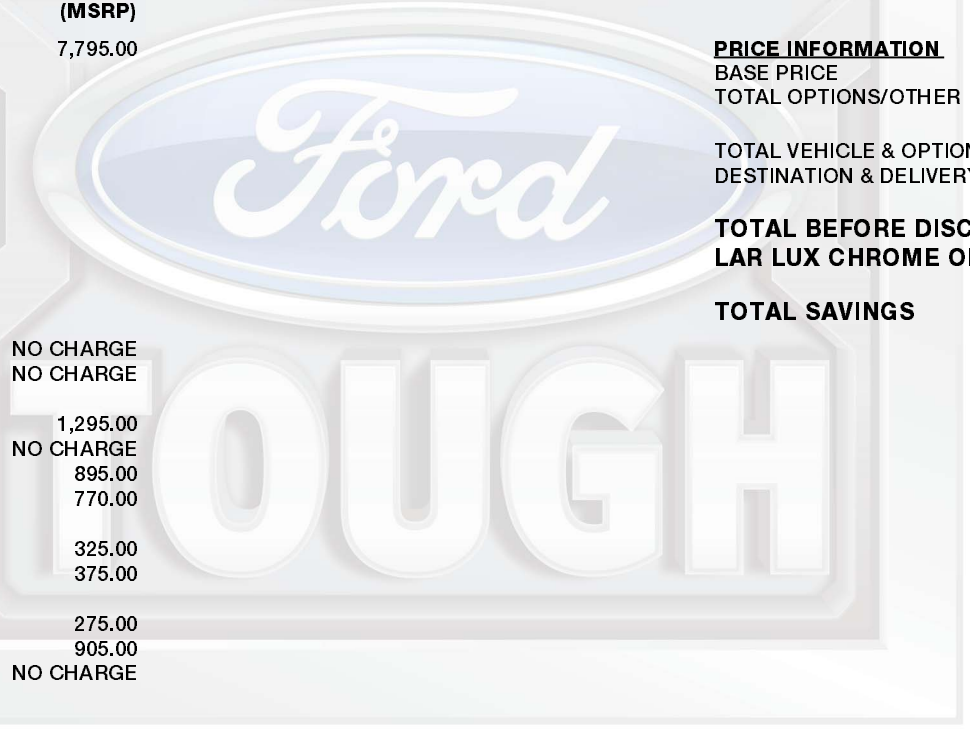 (MSRP)
7,795.00
NO CHARGE
NO CHARGE
1,295.00
NO CHARGE
895.00
770.00
325.00
375.00
275.00
905.00
NO CHARGE
PRICE INFORMATION
BASE PRICE
TOTAL OPTIONS/OTHER
TOTAL VEHICLE & OPTION
DESTINATION & DELIVERY
TOTAL BEFORE DISC
LAR LUX CHROME O
TOTAL SAVINGS
Ford
TOUGH